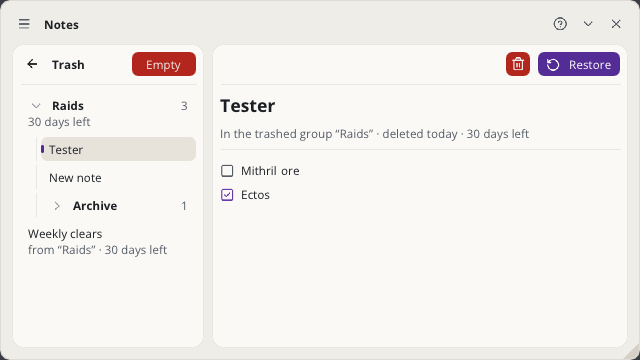 Notes
Trash
Empty
Restore
Raids 3
30 days left
Tester
New note
Archive 1
Weekly clears
from “Raids” · 30 days left
Tester
In the trashed group “Raids” · deleted today · 30 days left
Mithril ore
Ectos